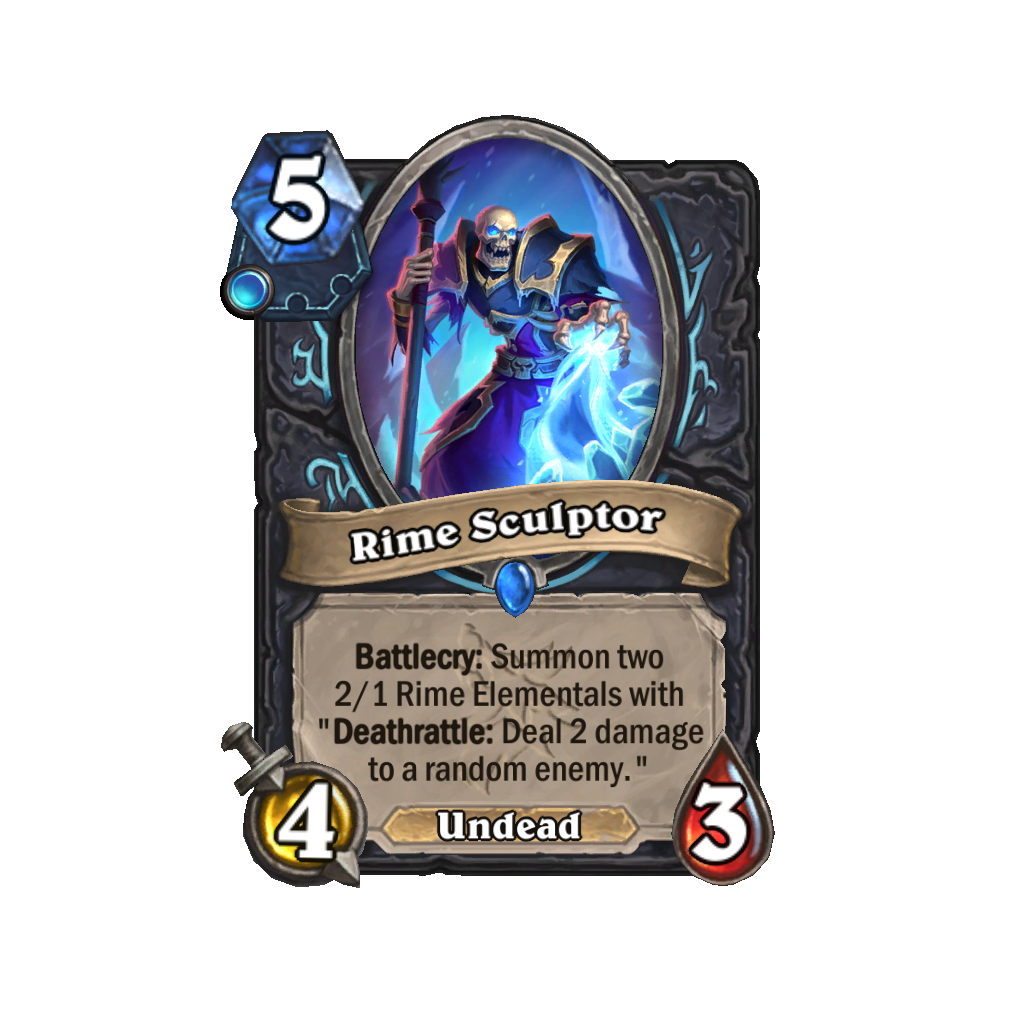 5
Rime Sculptor
Battlecry: Summon two
2/1 Rime Elementals with
"Deathrattle: Deal 2 damage
to a random enemy."
4
Undead
3